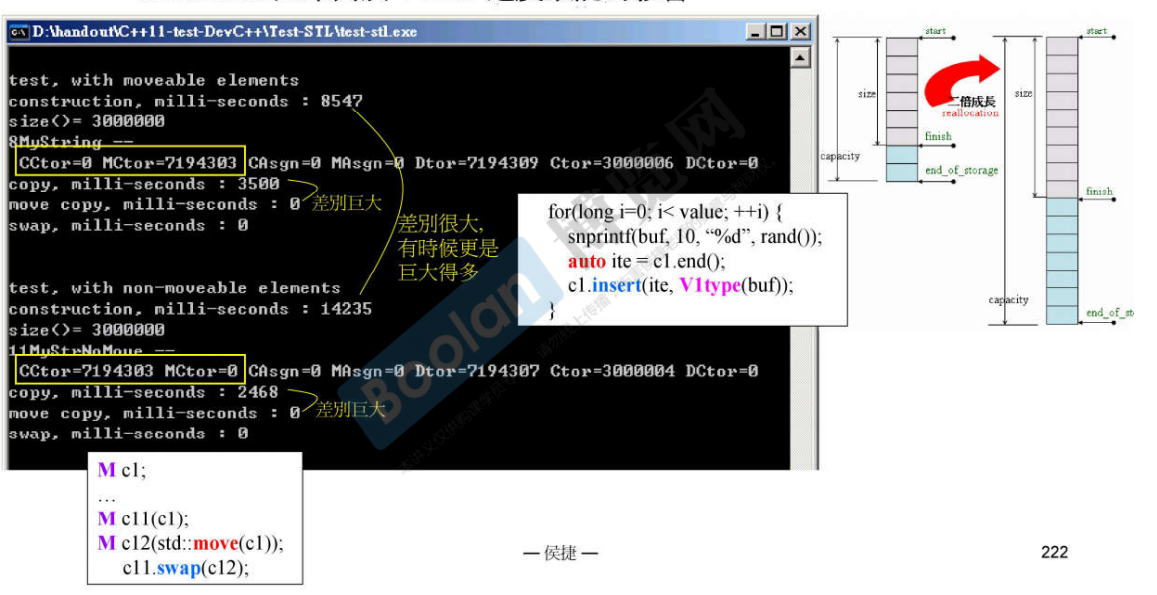 D:\handout\C++11-test-DevC++\Test-STL\test-stl.exe
test, with moveable elements
construction, milli-seconds : 8547
size()= 3000000
8MyString --
CCtor=0 MCtor=7194303 CAsgn=0 MAsgn=0 Dtor=7194309 Ctor=3000006 DCtor=0
copy, milli-seconds : 3500
move copy, milli-seconds : 0
差別巨大
swap, milli-seconds : 0
差別很大,
有時候更是
巨大得多
test, with non-moveable elements
construction, milli-seconds : 14235
size()= 3000000
11MyStrNoMove --
CCtor=7194303 MCtor=0 CAsgn=0 MAsgn=0 Dtor=7194307 Ctor=3000004 DCtor=0
copy, milli-seconds : 2468
move copy, milli-seconds : 0
差別巨大
swap, milli-seconds : 0
for(long i=0; i< value; ++i) {
snprintf(buf, 10, “%d”, rand());
auto ite = c1.end();
c1.insert(ite, V1type(buf));
}
start
size
capacity
finish
end_of_storage
二倍成長
reallocation
start
size
finish
capacity
end_of_st
Boolan
博览网
M c1;
…
M c11(c1);
M c12(std::move(c1));
c11.swap(c12);
— 侯捷 —
222